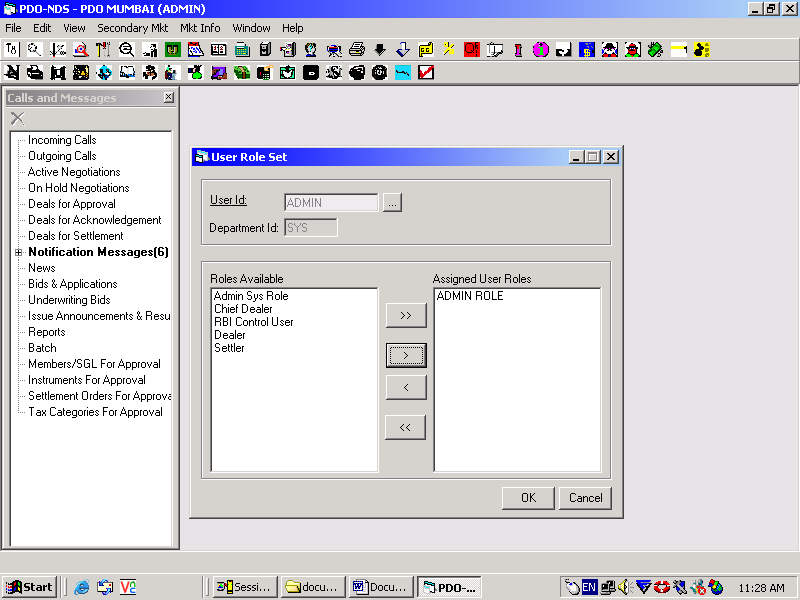 PDO-NDS - PDO MUMBAI (ADMIN)
File Edit View Secondary Mkt Mkt Info Window Help
Calls and Messages
Incoming Calls
Outgoing Calls
Active Negotiations
On Hold Negotiations
Deals for Approval
Deals for Acknowledgement
Deals for Settlement
Notification Messages(6)
News
Bids & Applications
Underwriting Bids
Issue Announcements & Resu
Reports
Batch
Members/SGL For Approval
Instruments For Approval
Settlement Orders For Approva
Tax Categories For Approval
User Role Set
User Id: ADMIN ...
Department Id: SYS
Roles Available
Admin Sys Role
Chief Dealer
RBI Control User
Dealer
Settler
>>
>
<
<<
Assigned User Roles
ADMIN ROLE
OK Cancel
Start Sessi... docu... Docu... PDO-... EN 11:28 AM